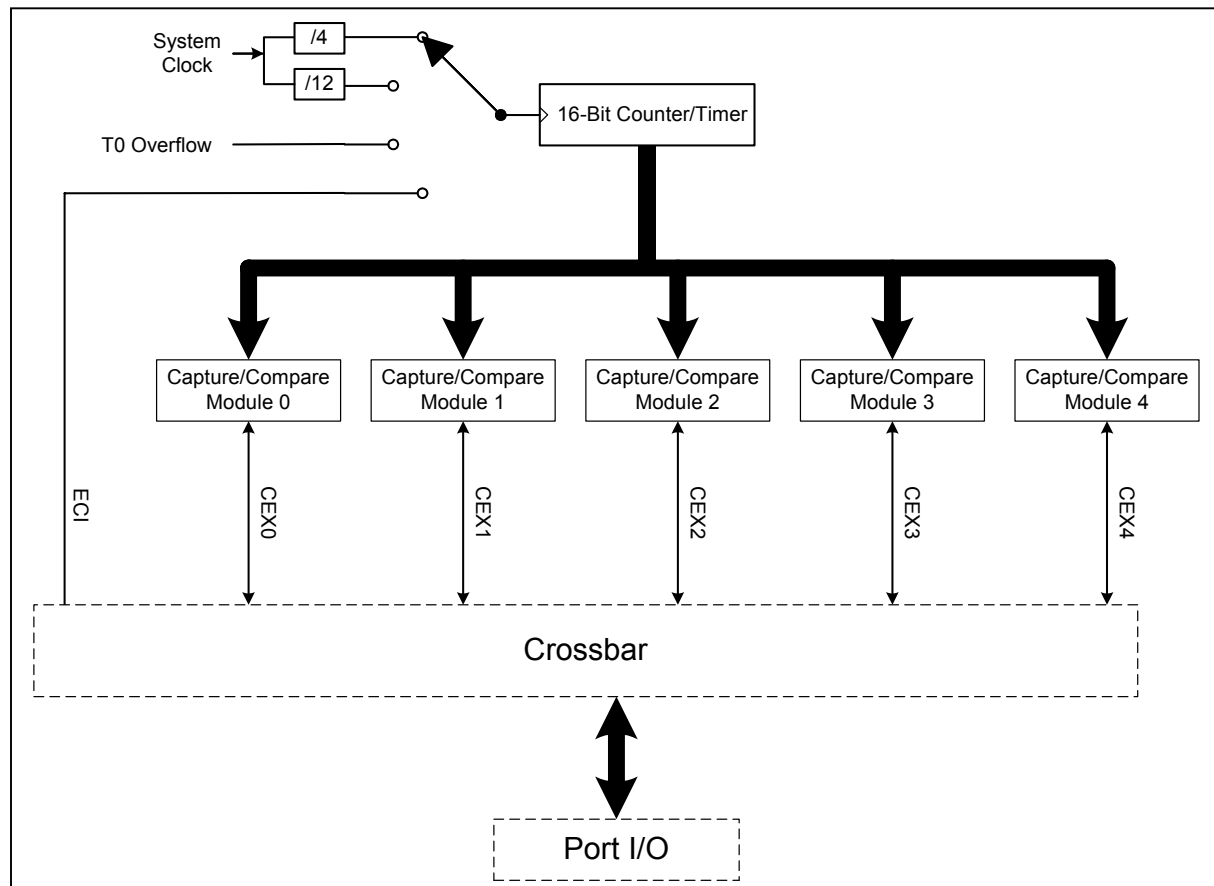 System
Clock
/4
/12
T0 Overflow
16-Bit Counter/Timer
Capture/Compare
Module 0
Capture/Compare
Module 1
Capture/Compare
Module 2
Capture/Compare
Module 3
Capture/Compare
Module 4
ECI
CEX0
CEX1
CEX2
CEX3
CEX4
Crossbar
Port I/O